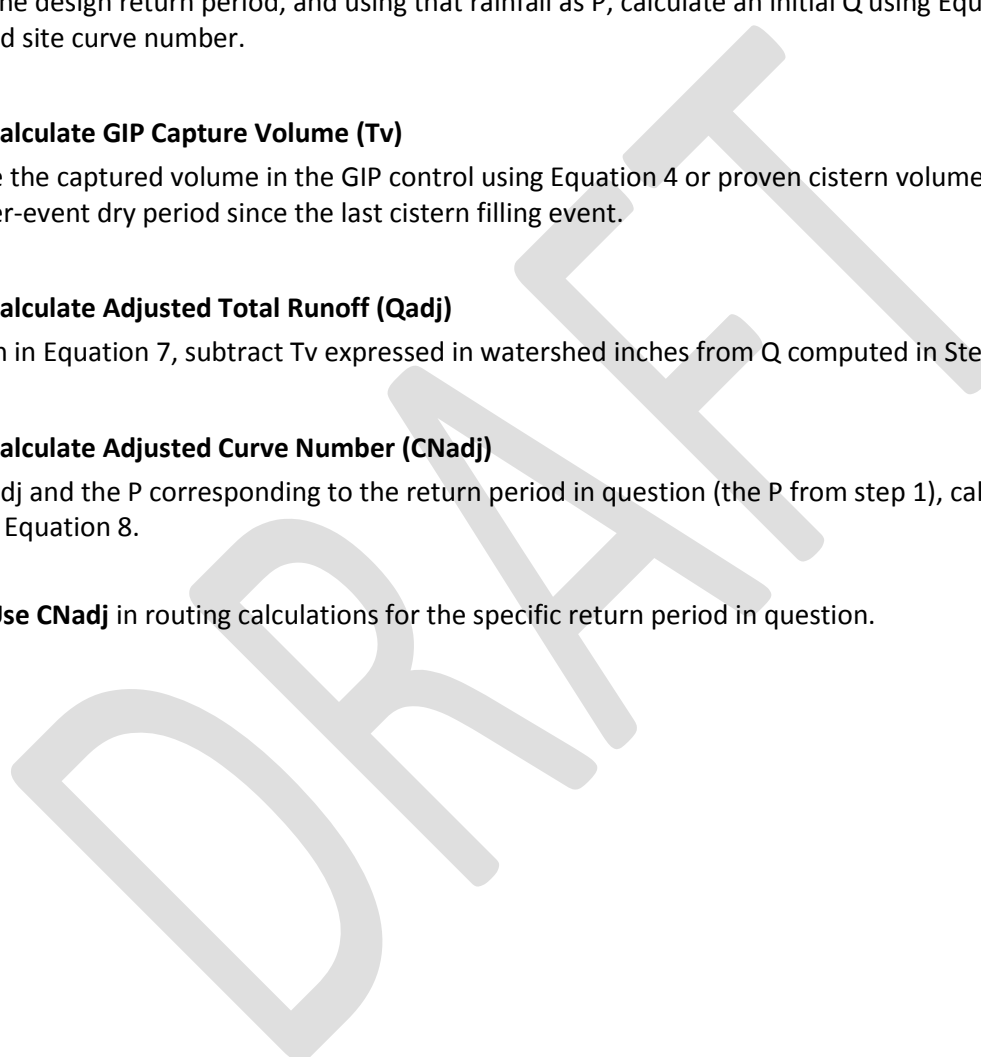 he design return period, and using that rainfall as P, calculate an initial Q using Equ
d site curve number.
alculate GIP Capture Volume (Tv)
e the captured volume in the GIP control using Equation 4 or proven cistern volume
er-event dry period since the last cistern filling event.
alculate Adjusted Total Runoff (Qadj)
n in Equation 7, subtract Tv expressed in watershed inches from Q computed in Ste
alculate Adjusted Curve Number (CNadj)
dj and the P corresponding to the return period in question (the P from step 1), cal
Equation 8.
Use CNadj in routing calculations for the specific return period in question.
DRAFT